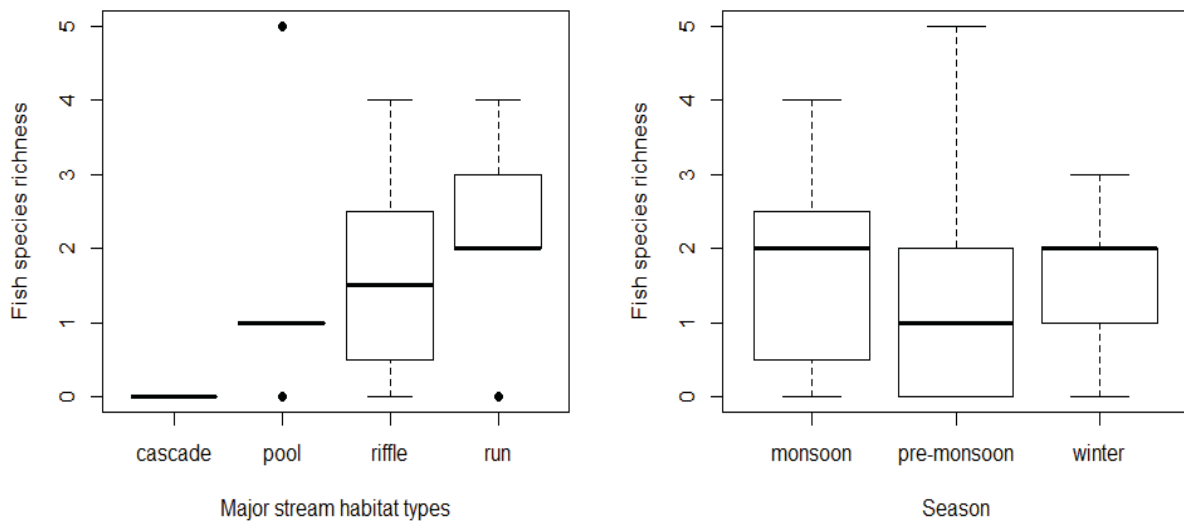 Fish species richness
5
4
3
2
1
0
cascade pool riffle run
Major stream habitat types
Fish species richness
5
4
3
2
1
0
monsoon pre-monsoon winter
Season